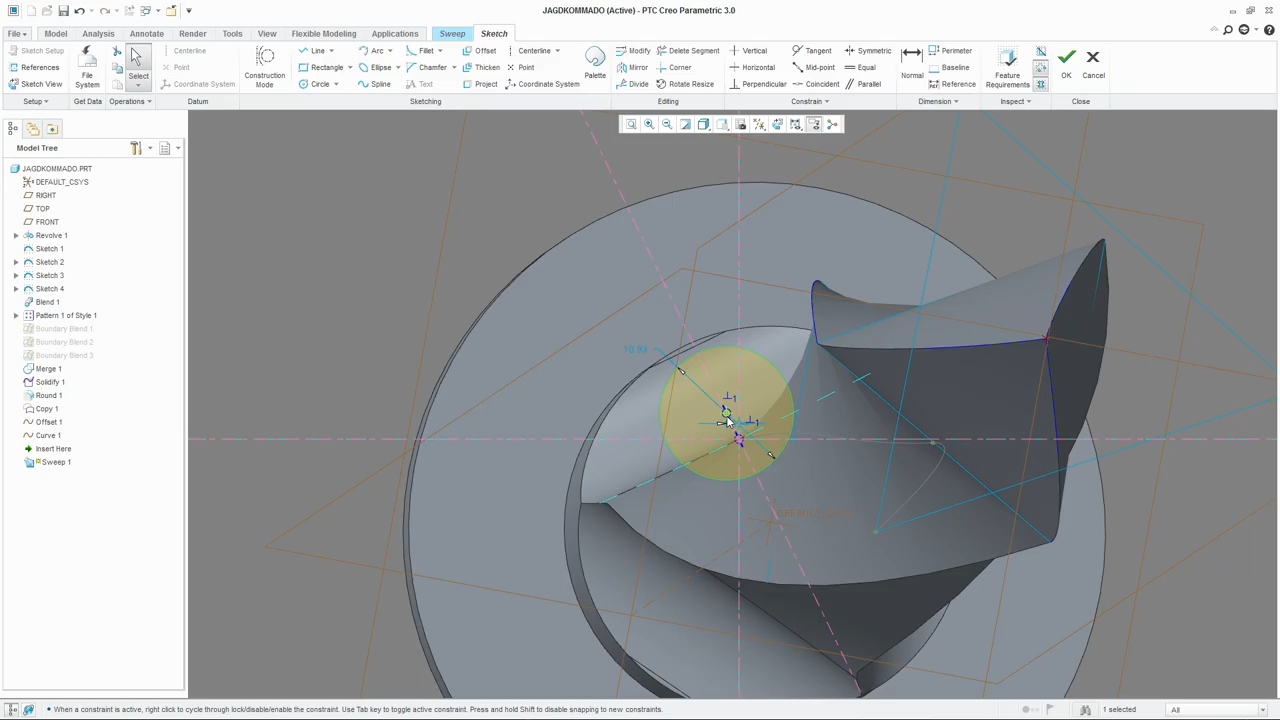 JAGDKOMMADO (Active) - PTC Creo Parametric 3.0
File Model Analysis Annotate Render Tools View Flexible Modeling Applications Sweep Sketch
Sketch Setup
References
Sketch View
File System
Select
Centerline
Point
Coordinate System
Construction Mode
Line Arc Fillet Offset Centerline
Rectangle Ellipse Chamfer Thicken Point
Circle Spline Text Project Coordinate System
Palette
Modify Delete Segment
Mirror Corner
Divide Rotate Resize
Vertical Tangent Symmetric
Horizontal Mid-point Equal
Perpendicular Coincident Parallel
Normal
Perimeter
Baseline
Reference
Feature Requirements
OK
Cancel
Setup Get Data Operations Datum Sketching Editing Constrain Dimension Inspect Close
Model Tree
JAGDKOMMADO.PRT
DEFAULT_CSYS
RIGHT
TOP
FRONT
Revolve 1
Sketch 1
Sketch 2
Sketch 3
Sketch 4
Blend 1
Pattern 1 of Style 1
Boundary Blend 1
Boundary Blend 2
Boundary Blend 3
Merge 1
Solidify 1
Round 1
Copy 1
Offset 1
Curve 1
Insert Here
Sweep 1
When a constraint is active, right click to cycle through lock/disable/enable the constraint. Use Tab key to toggle active constraint. Press and hold Shift to disable snapping to new constraints.
1 selected
All